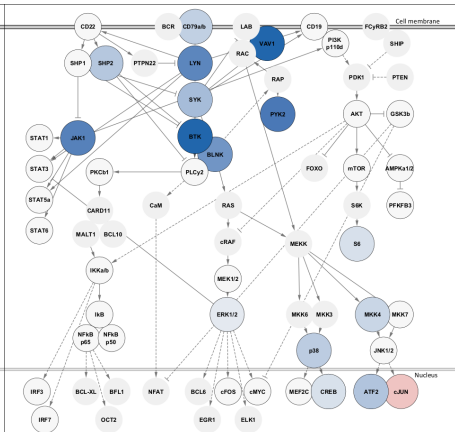 Cell membrane
CD22
BCR
CD79a/b
LAB
CD19
FCyRB2
VAV1
PI3K
p110d
RAC
SHIP
SHP1
SHP2
PTPN22
LYN
RAP
PDK1
PTEN
SYK
AKT
GSK3b
PYK2
STAT1
JAK1
BTK
BLNK
STAT3
PKCb1
PLCy2
FOXO
mTOR
AMPKa1/2
STAT5a
CARD11
CaM
RAS
S6K
PFKFB3
STAT6
MALT1
BCL10
cRAF
MEKK
S6
IKKa/b
MEK1/2
IkB
ERK1/2
MKK6
MKK3
MKK4
MKK7
NFkB
p65
NFkB
p50
p38
JNK1/2
Nucleus
IRF3
BCL-XL
BFL1
NFAT
BCL6
cFOS
cMYC
MEF2C
CREB
ATF2
cJUN
IRF7
OCT2
EGR1
ELK1